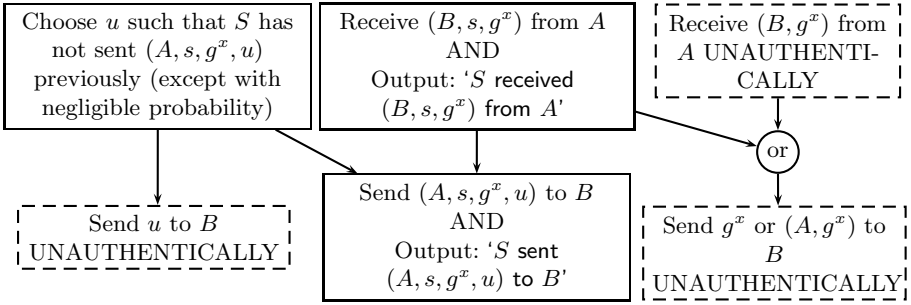 Choose u such that S has
not sent (A, s, g^x, u)
previously (except with
negligible probability)
Receive (B, s, g^x) from A
AND
Output: ‘S received
(B, s, g^x) from A’
Receive (B, g^x) from
A UNAUTHENTI-
CALLY
or
Send u to B
UNAUTHENTICALLY
Send (A, s, g^x, u) to B
AND
Output: ‘S sent
(A, s, g^x, u) to B’
Send g^x or (A, g^x) to
B
UNAUTHENTICALLY